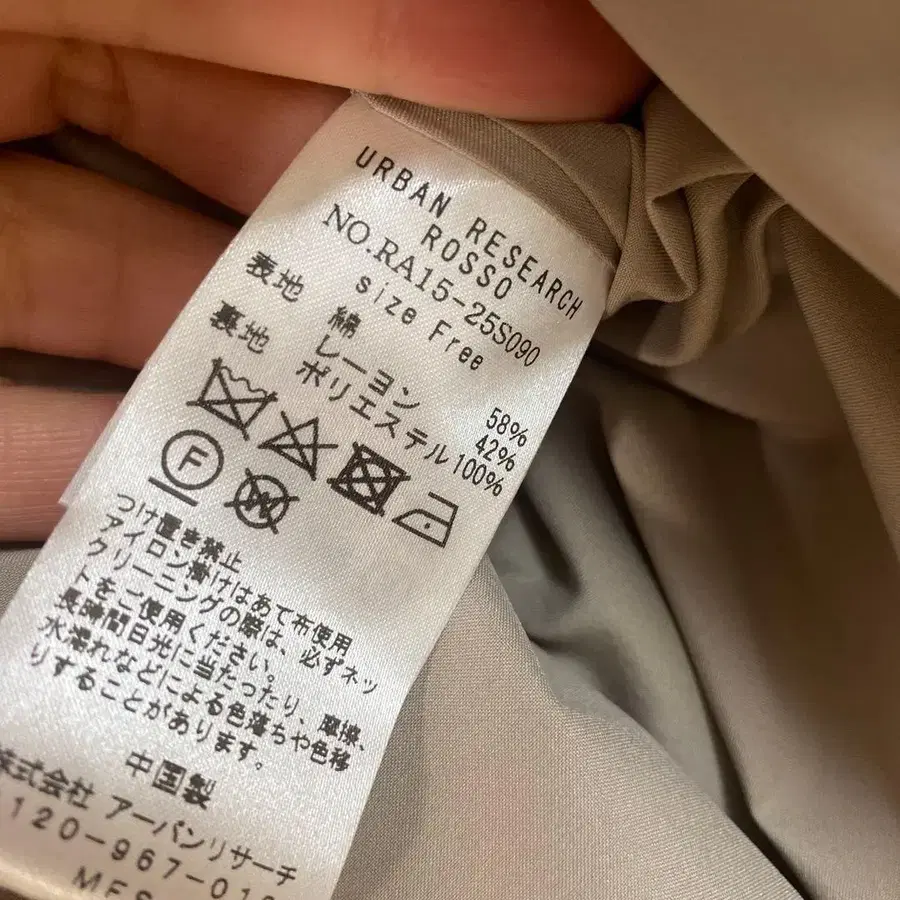 URBAN RESEARCH
ROSSO
NO.RA15-25S090
size Free
表地 綿 58%
レーヨン 42%
裏地 ポリエステル 100%
F
W
つけ置き禁止
アイロン掛けはあて布使用
クリーニングの際は、必ずネッ
トをご使用ください。
長時間日光に当たったり、摩擦、
水濡れなどによる色落ちや色移
りすることがあります。
中国製
株式会社 アーバンリサーチ
120-967-01
MES